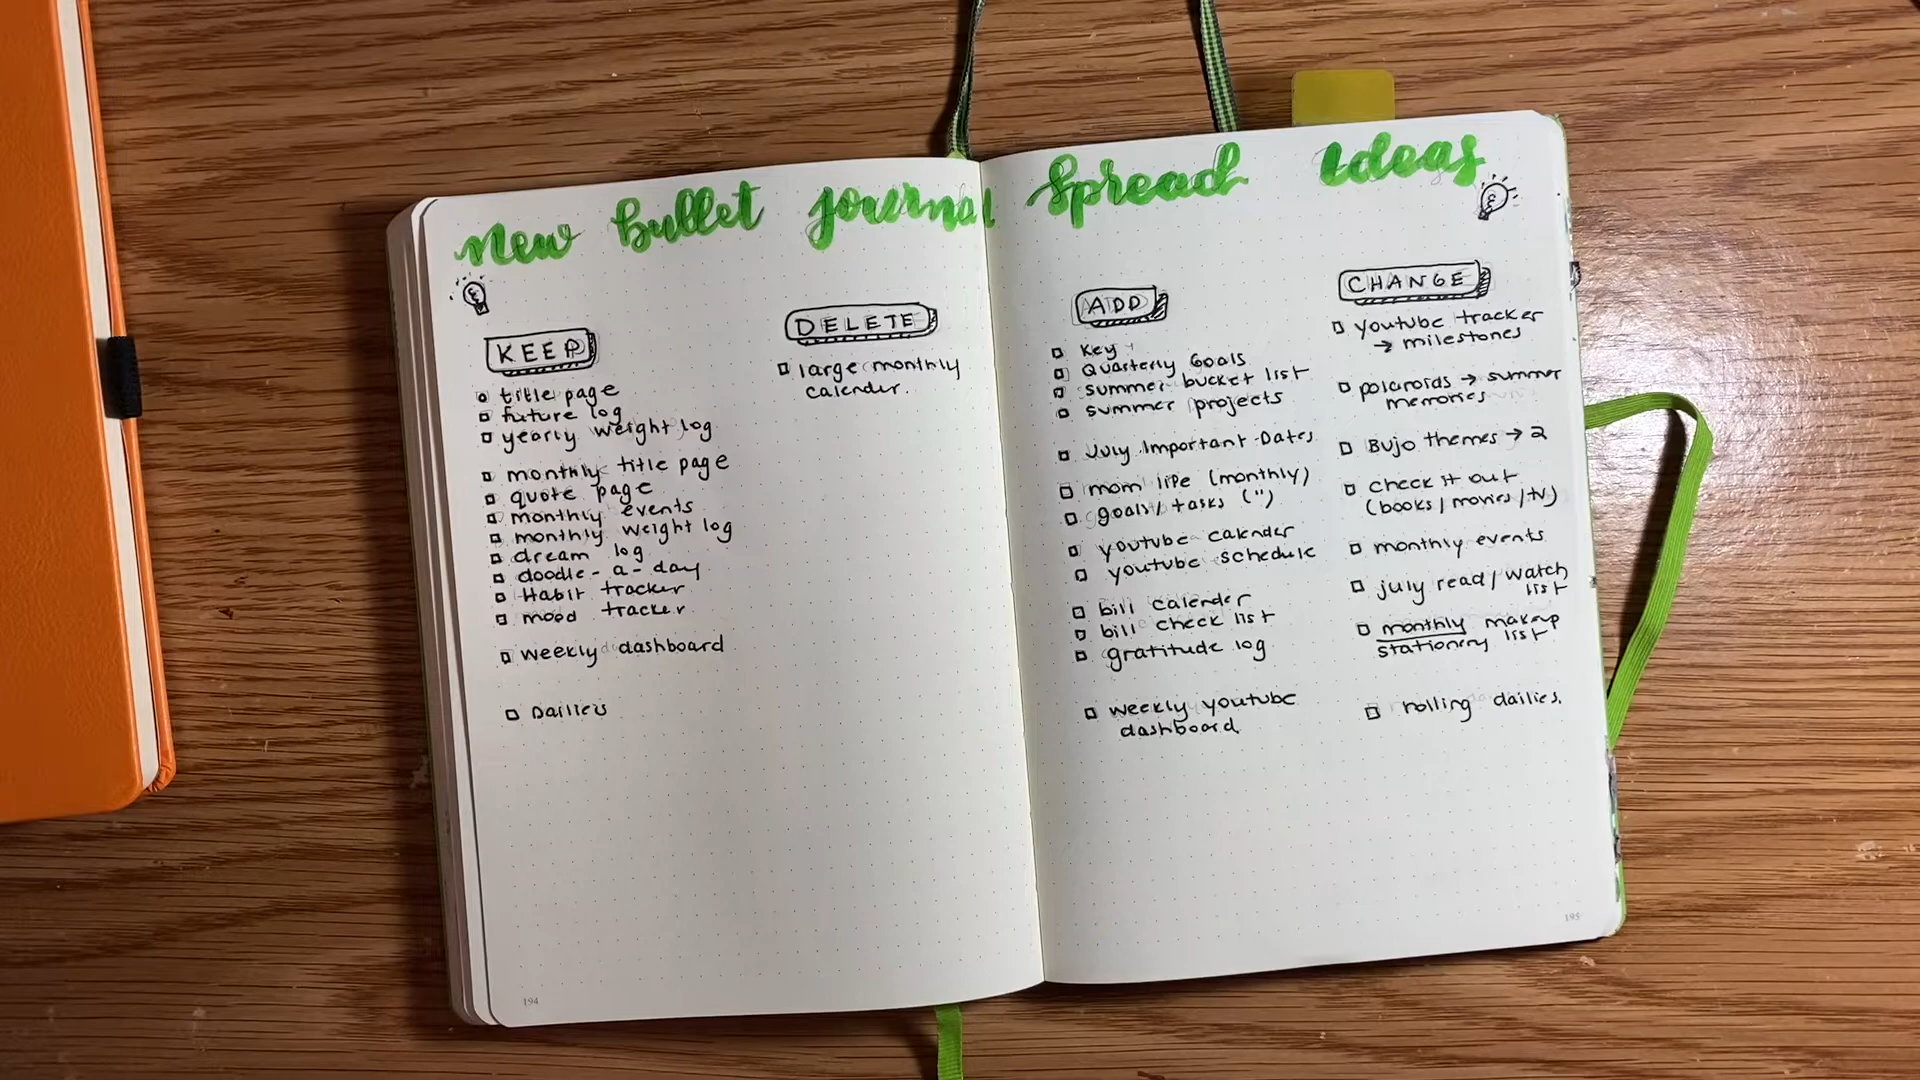 New bullet journal Spread Ideas
KEEP
title page
future log
yearly weight log
monthly title page
quote page
monthly events
monthly weight log
dream log
doodle-a-day
Habit tracker
mood tracker
weekly dashboard
Dailies
194
DELETE
large monthly
calender.
ADD
Key
Quarterly Goals
summer bucket list
summer projects
July Important Dates
mom life (monthly)
goals/tasks (")
youtube calender
youtube schedule
bill calender
bill check list
gratitude log
weekly youtube
dashboard.
CHANGE
youtube tracker
→ milestones
polaroids → summer
memories
Bujo themes → 2
check it out
(books/movies/tv)
monthly events
july read/watch
list
monthly makeup
stationery list
rolling dailies.
195